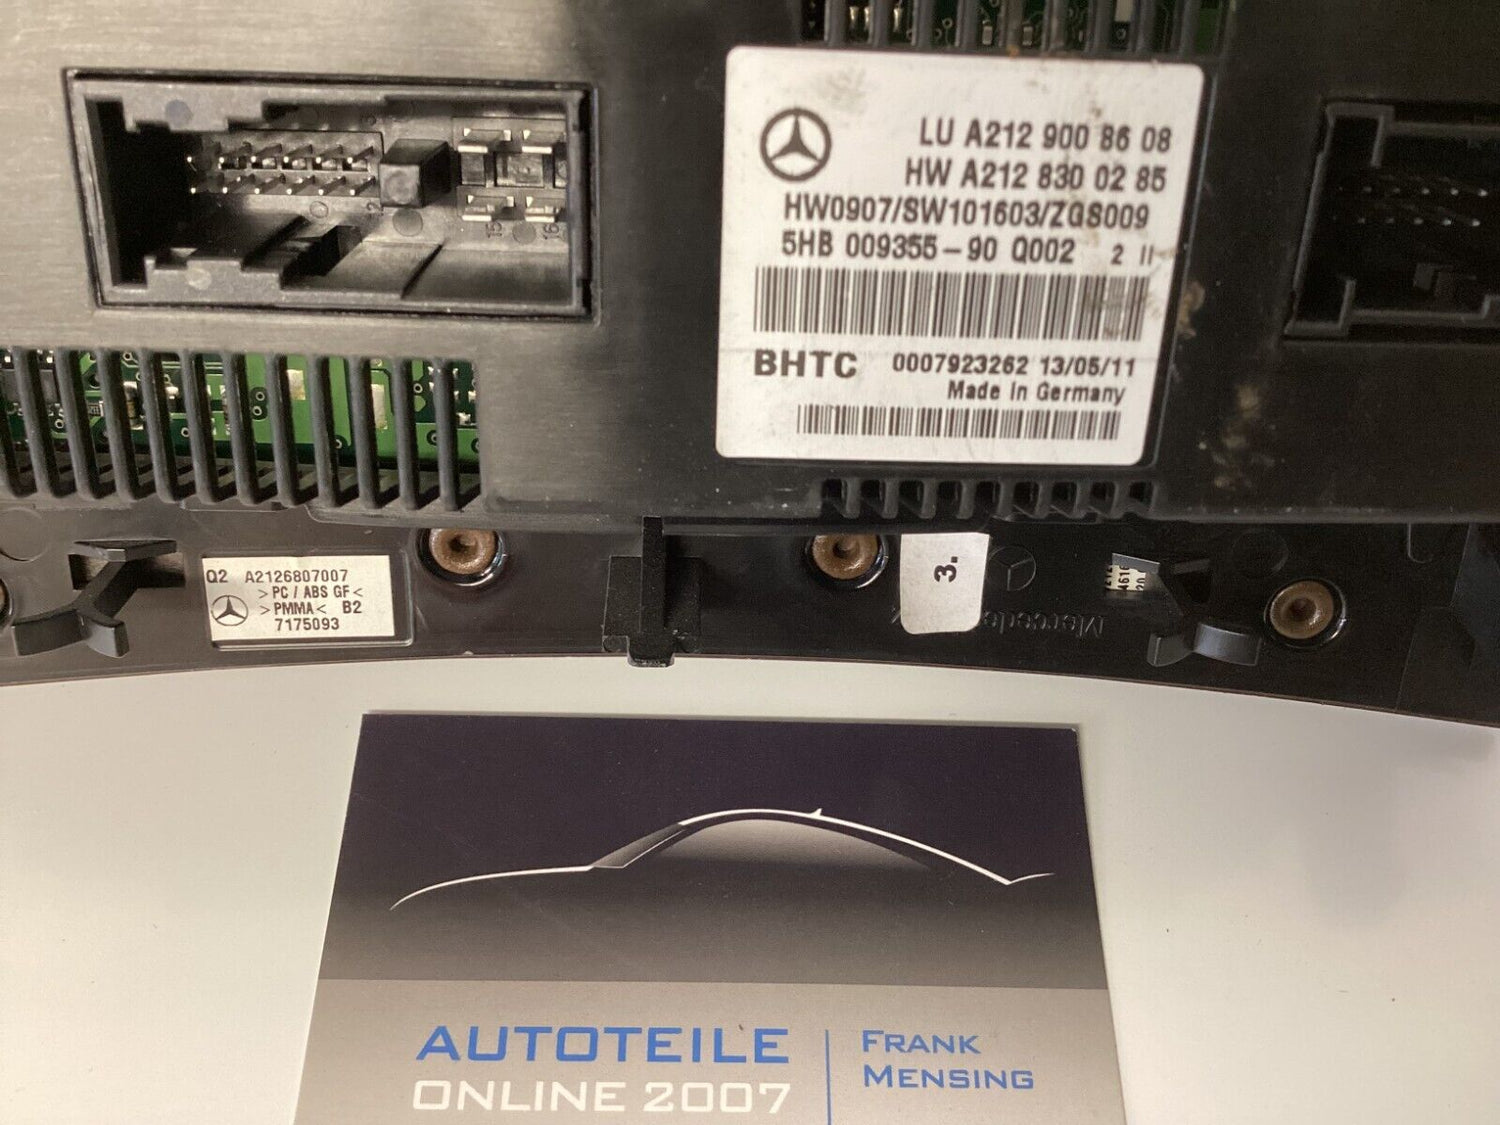 LU A212 900 86 08
HW A212 830 02 85
HW0907/SW101603/ZGS009
5HB 009355-90 Q002 2 II
BHTC 0007923262 13/05/11
Made In Germany
15 16
Q2 A2126807007
>PC / ABS GF<
>PMMA< B2
7175093
3.
AUTOTEILE
ONLINE 2007
FRANK
MENSING